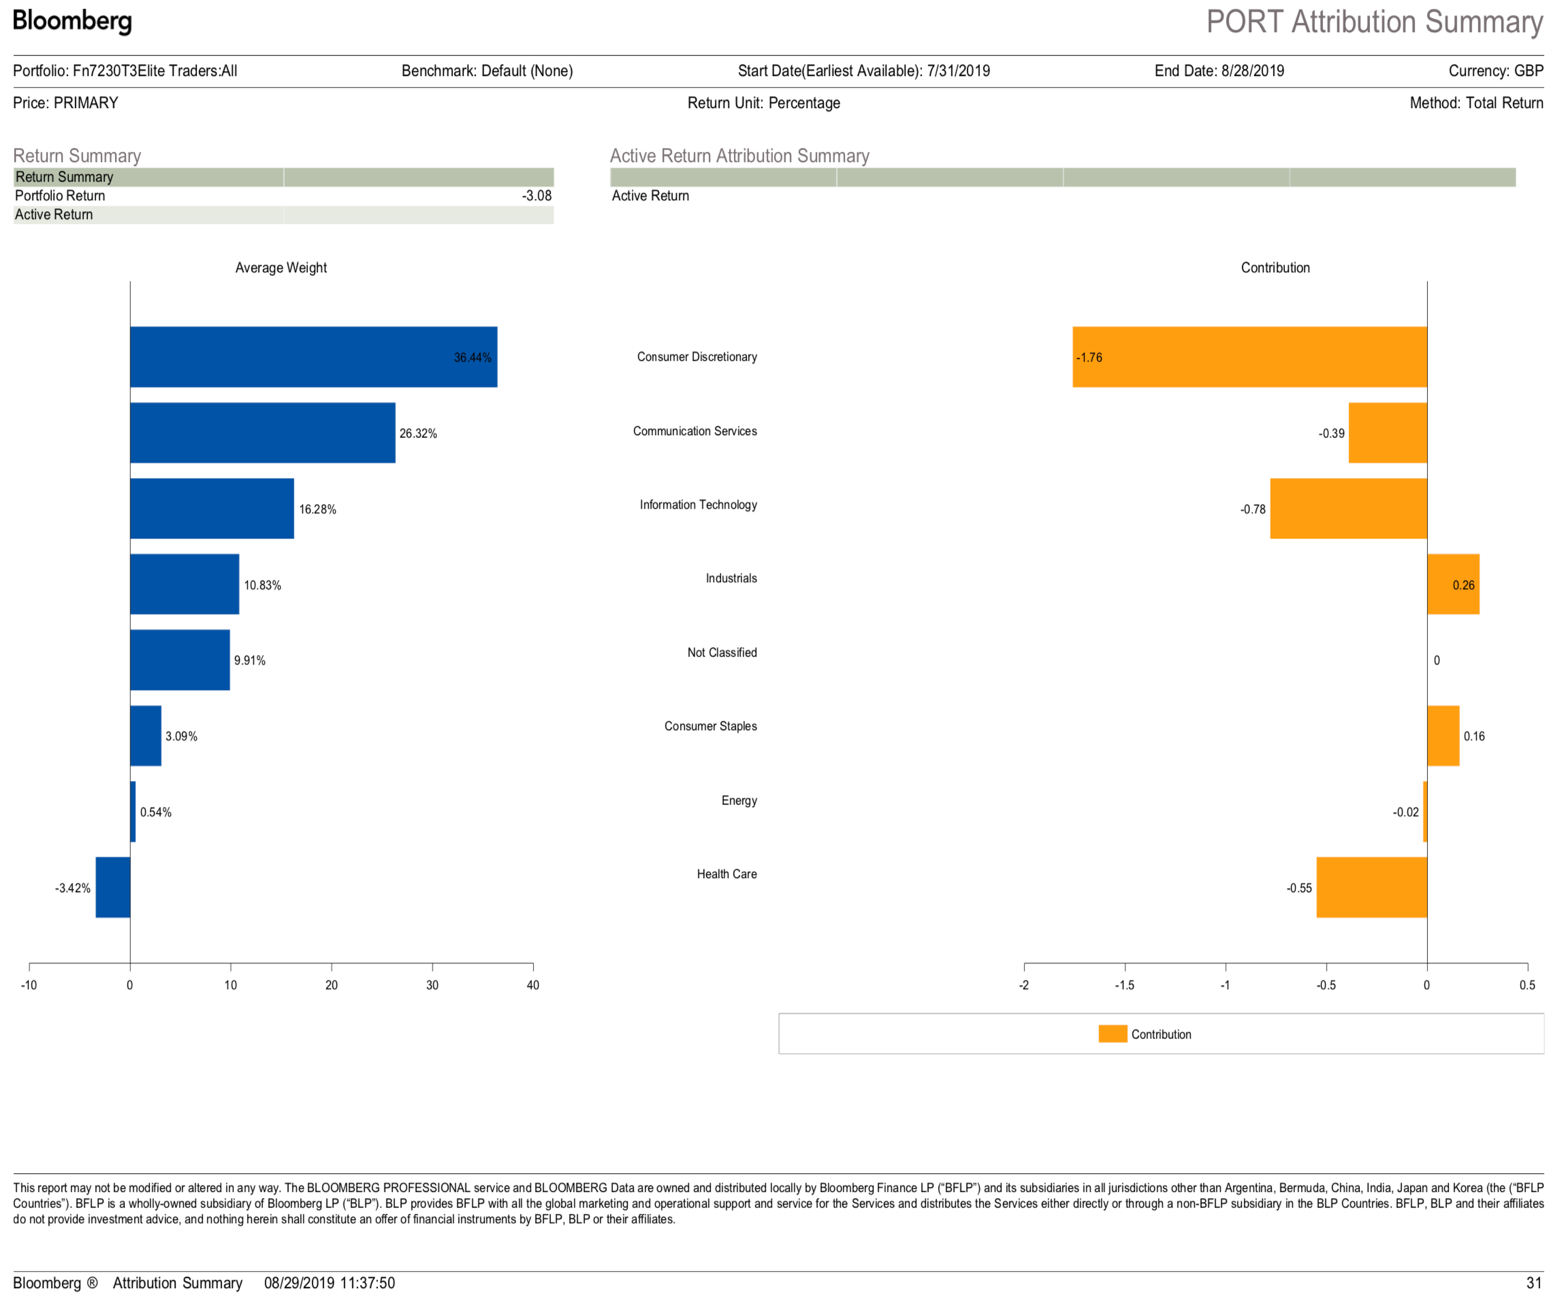 Bloomberg
PORT Attribution Summary
Portfolio: Fn7230T3Elite Traders:All
Benchmark: Default (None)
Start Date(Earliest Available): 7/31/2019
End Date: 8/28/2019
Currency: GBP
Price: PRIMARY
Return Unit: Percentage
Method: Total Return
Return Summary
Return Summary
Portfolio Return -3.08
Active Return
Active Return Attribution Summary
Active Return
Average Weight
Contribution
36.44% Consumer Discretionary -1.76
26.32% Communication Services -0.39
16.28% Information Technology -0.78
10.83% Industrials 0.26
9.91% Not Classified 0
3.09% Consumer Staples 0.16
0.54% Energy -0.02
-3.42% Health Care -0.55
-10 0 10 20 30 40
-2 -1.5 -1 -0.5 0 0.5
Contribution
This report may not be modified or altered in any way. The BLOOMBERG PROFESSIONAL service and BLOOMBERG Data are owned and distributed locally by Bloomberg Finance LP (“BFLP”) and its subsidiaries in all jurisdictions other than Argentina, Bermuda, China, India, Japan and Korea (the (“BFLP
Countries”). BFLP is a wholly-owned subsidiary of Bloomberg LP (“BLP”). BLP provides BFLP with all the global marketing and operational support and service for the Services and distributes the Services either directly or through a non-BFLP subsidiary in the BLP Countries. BFLP, BLP and their affiliates
do not provide investment advice, and nothing herein shall constitute an offer of financial instruments by BFLP, BLP or their affiliates.
Bloomberg ® Attribution Summary 08/29/2019 11:37:50
31